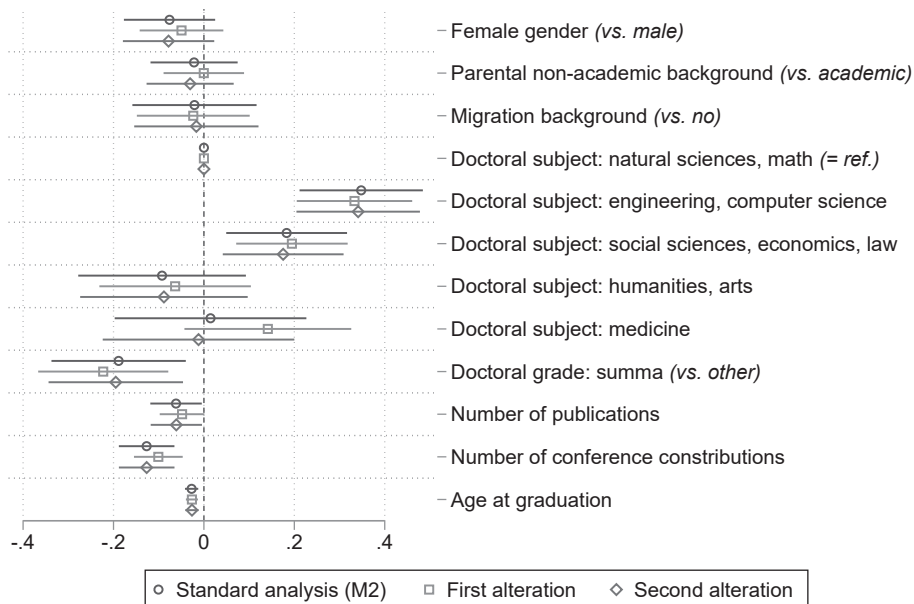 Female gender (vs. male)
Parental non-academic background (vs. academic)
Migration background (vs. no)
Doctoral subject: natural sciences, math (= ref.)
Doctoral subject: engineering, computer science
Doctoral subject: social sciences, economics, law
Doctoral subject: humanities, arts
Doctoral subject: medicine
Doctoral grade: summa (vs. other)
Number of publications
Number of conference constributions
Age at graduation
-.4 -.2 0 .2 .4
Standard analysis (M2) First alteration Second alteration